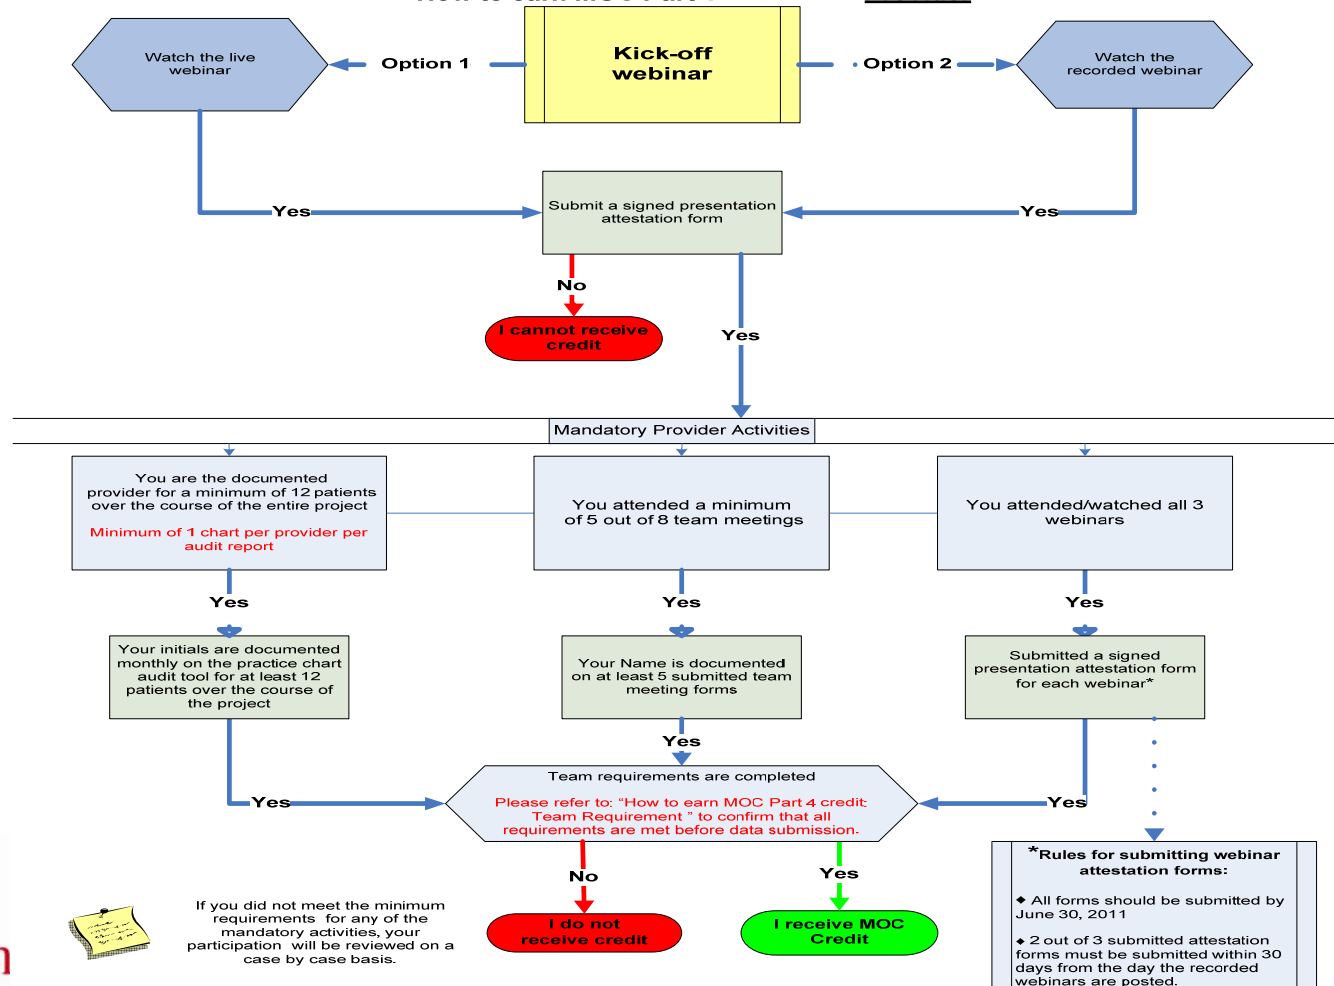 Watch the live
webinar
Option 1
Kick-off
webinar
Option 2
Watch the
recorded webinar
Yes
Submit a signed presentation
attestation form
Yes
No
I cannot receive
credit
Yes
Mandatory Provider Activities
You are the documented
provider for a minimum of 12 patients
over the course of the entire project
Minimum of 1 chart per provider per
audit report
You attended a minimum
of 5 out of 8 team meetings
You attended/watched all 3
webinars
Yes
Yes
Yes
Your initials are documented
monthly on the practice chart
audit tool for at least 12
patients over the course of
the project
Your Name is documented
on at least 5 submitted team
meeting forms
Submitted a signed
presentation attestation form
for each webinar*
Yes
Yes
Yes
Team requirements are completed
Please refer to: “How to earn MOC Part 4 credit:
Team Requirement ” to confirm that all
requirements are met before data submission.
No
Yes
I do not
receive credit
I receive MOC
Credit
If you did not meet the minimum
requirements for any of the
mandatory activities, your
participation will be reviewed on a
case by case basis.
*Rules for submitting webinar
attestation forms:
◆ All forms should be submitted by
June 30, 2011
◆ 2 out of 3 submitted attestation
forms must be submitted within 30
days from the day the recorded
webinars are posted.